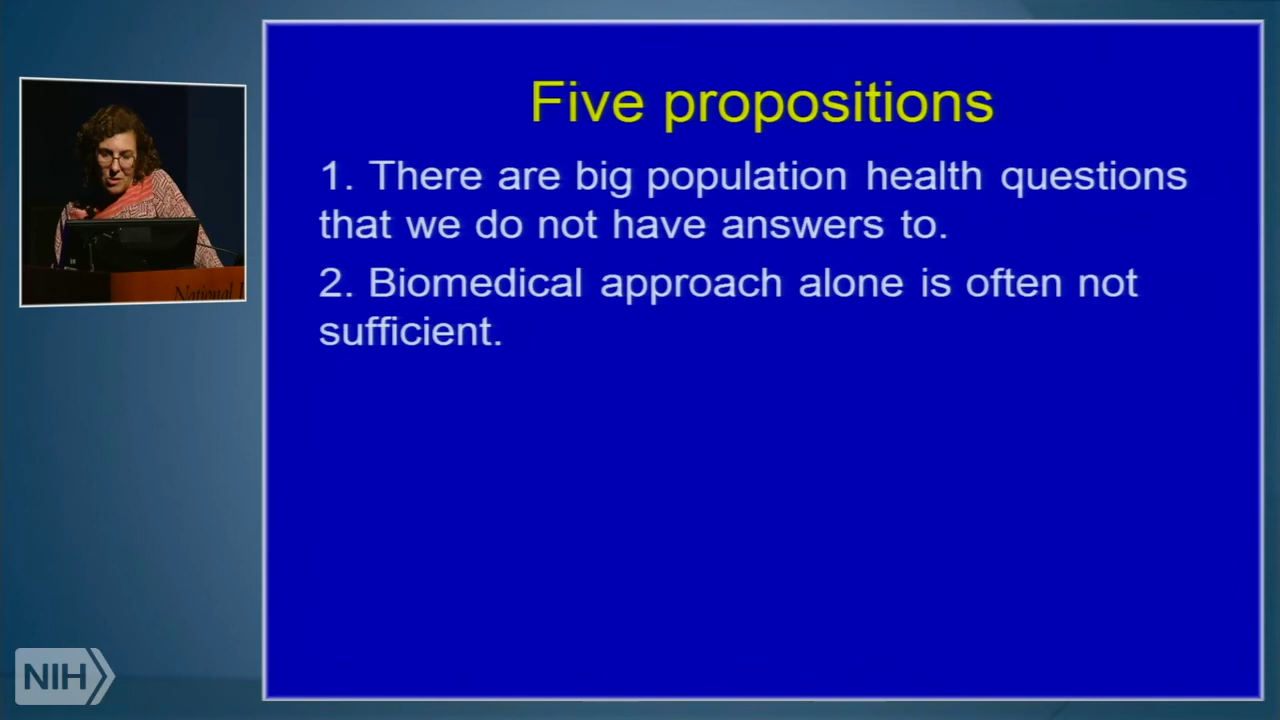 Five propositions
1. There are big population health questions
that we do not have answers to.
2. Biomedical approach alone is often not
sufficient.
National
NIH